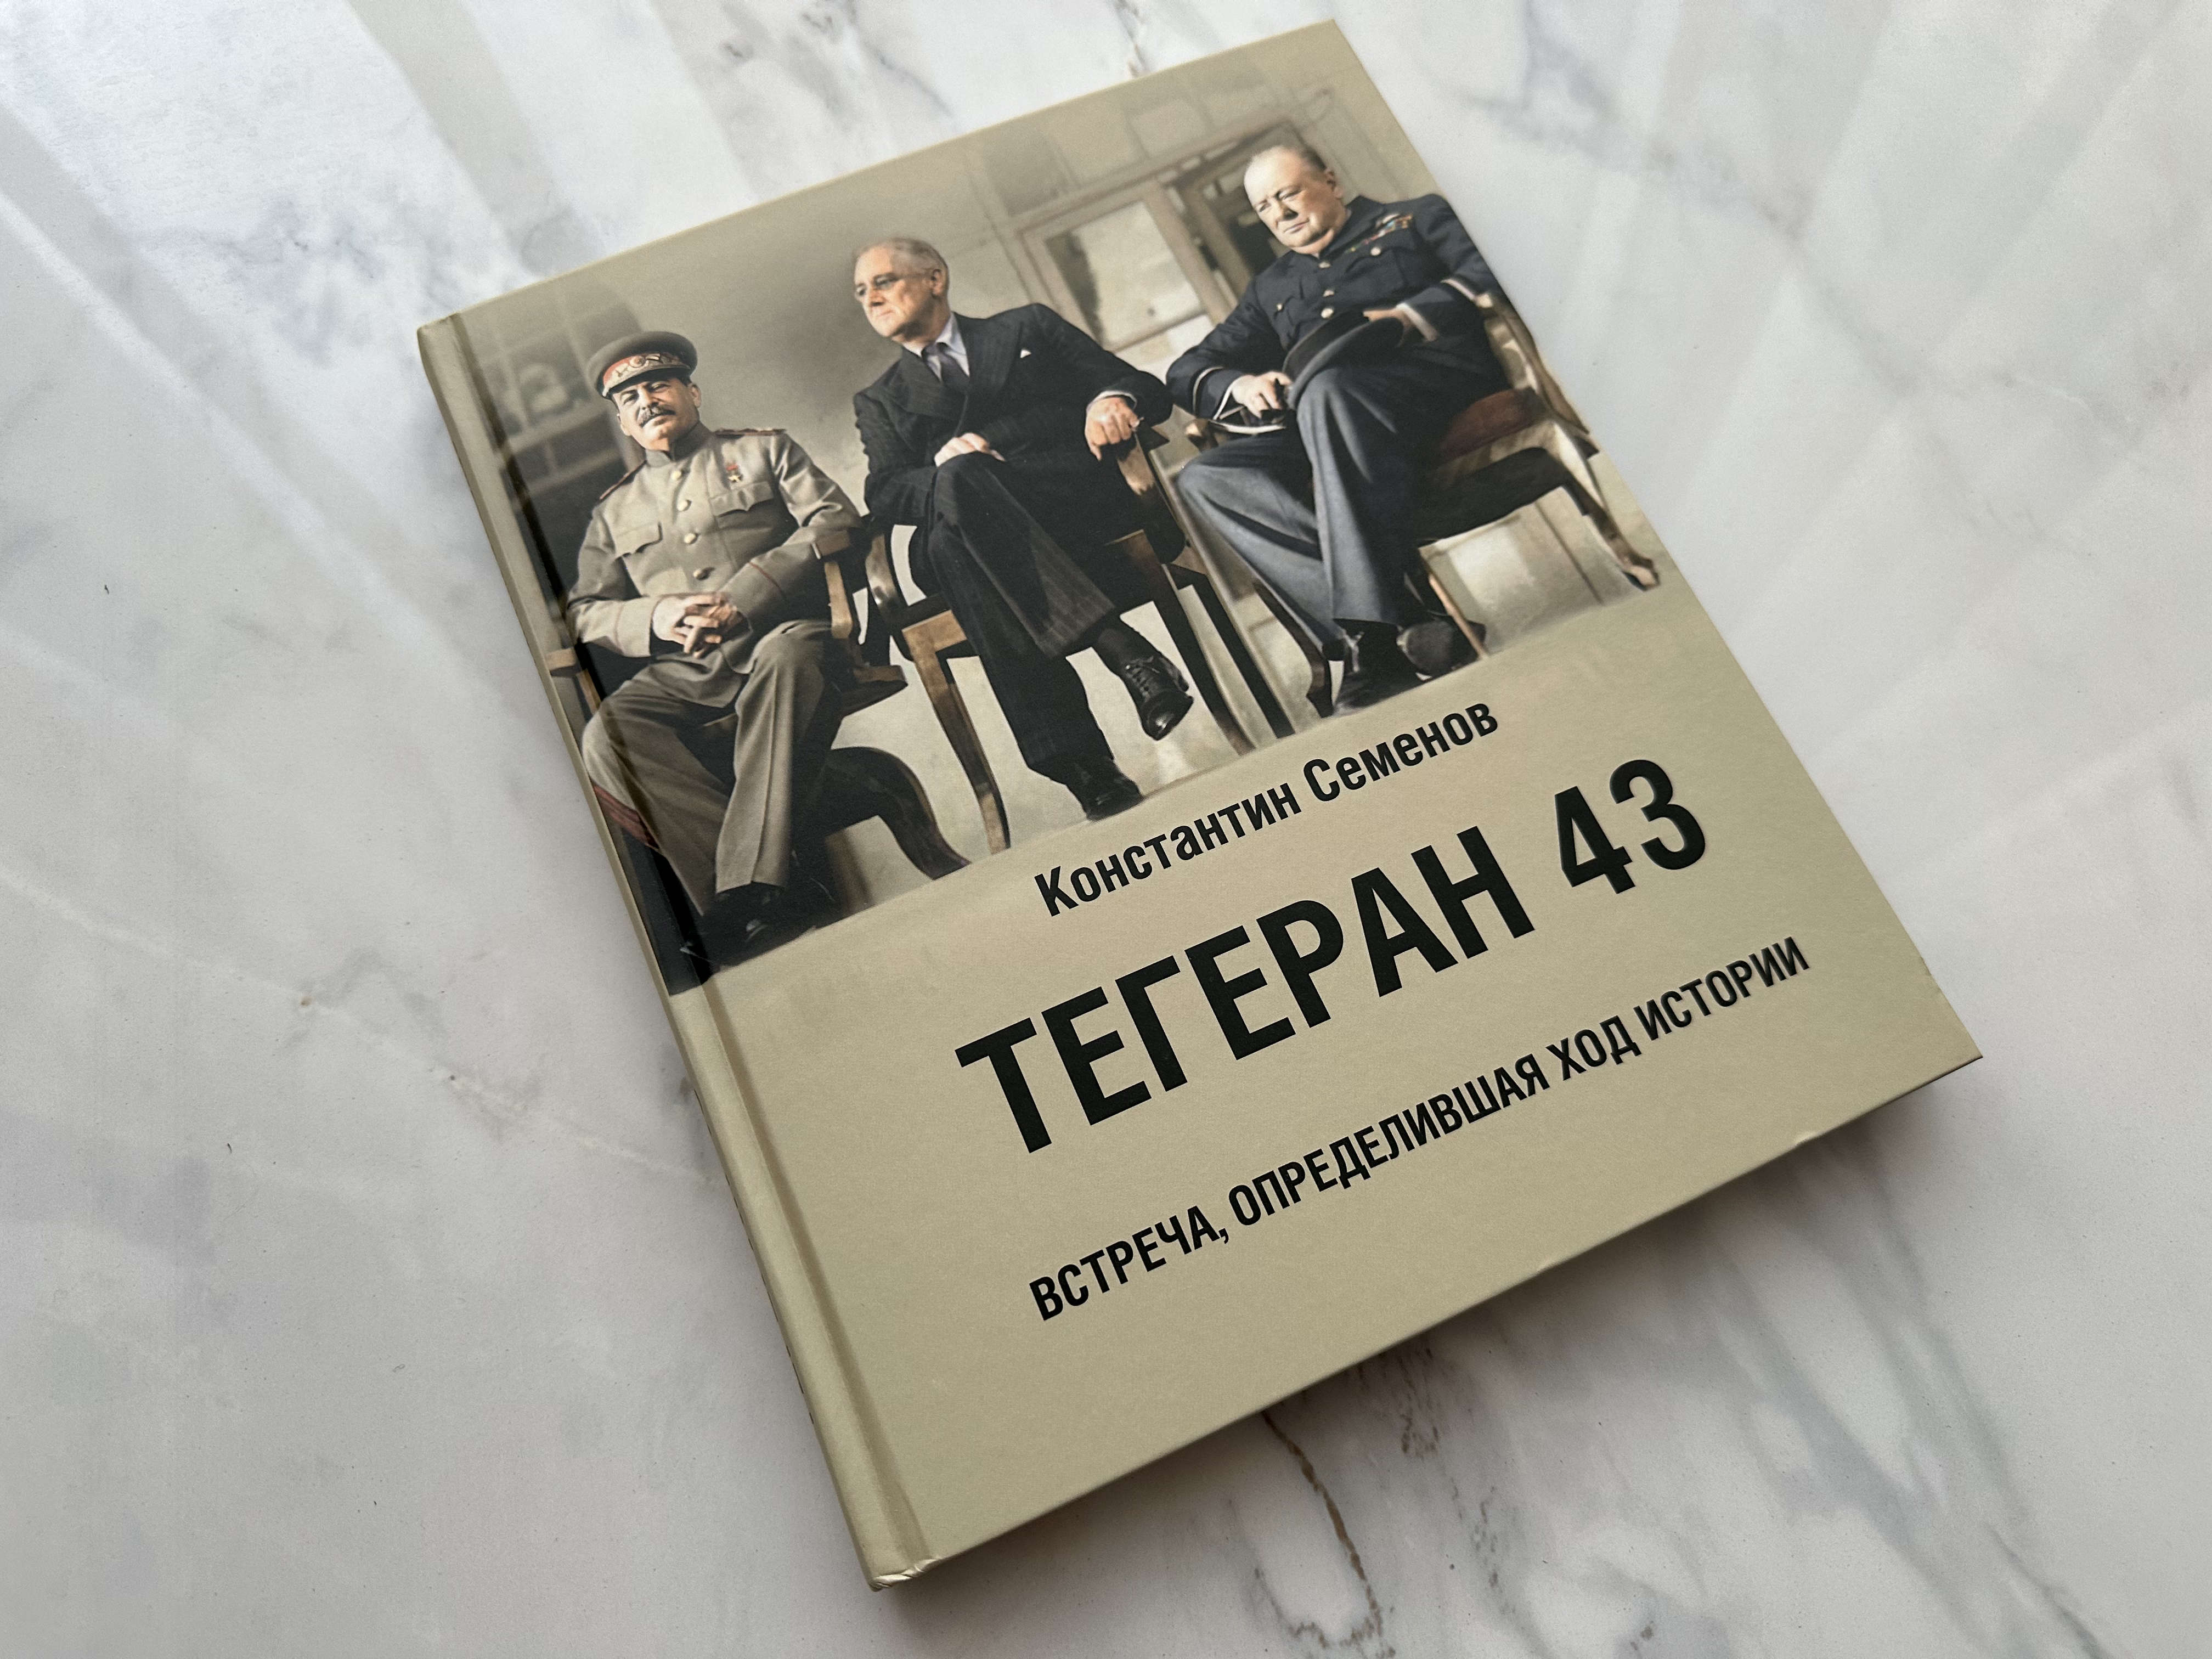 Константин Семенов
ТЕГЕРАН 43
ВСТРЕЧА, ОПРЕДЕЛИВШАЯ ХОД ИСТОРИИ